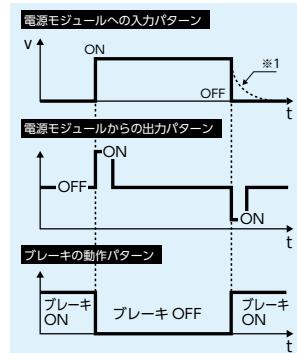 電源モジュールへの入力パターン
V
ON
※1
OFF
t
電源モジュールからの出力パターン
ON
OFF
ON
t
ブレーキの動作パターン
ブレーキ
ON
ブレーキ OFF
ブレーキ
ON
t